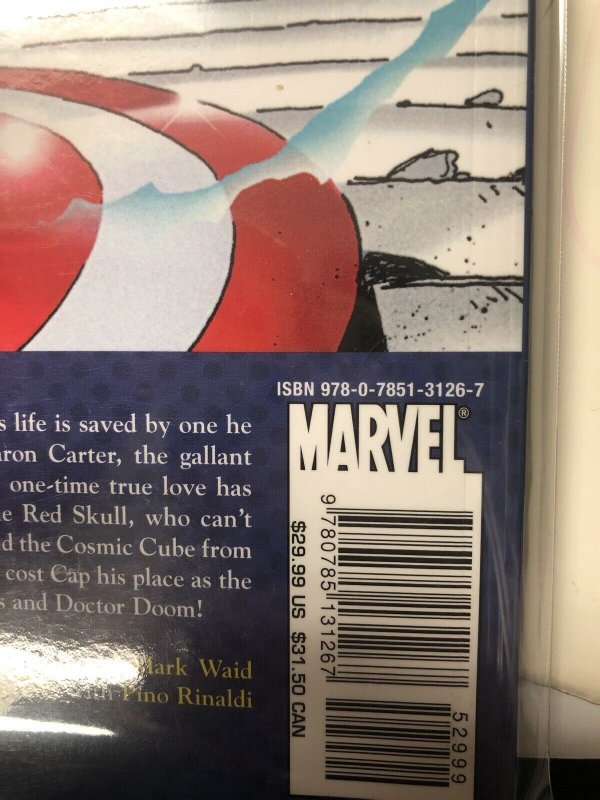 ISBN 978-0-7851-3126-7
MARVEL®
s life is saved by one he
aron Carter, the gallant
one-time true love has
e Red Skull, who can't
d the Cosmic Cube from
cost Cap his place as the
s and Doctor Doom!
Mark Waid
Pino Rinaldi
9 780785 131267
52999
$29.99 US $31.50 CAN